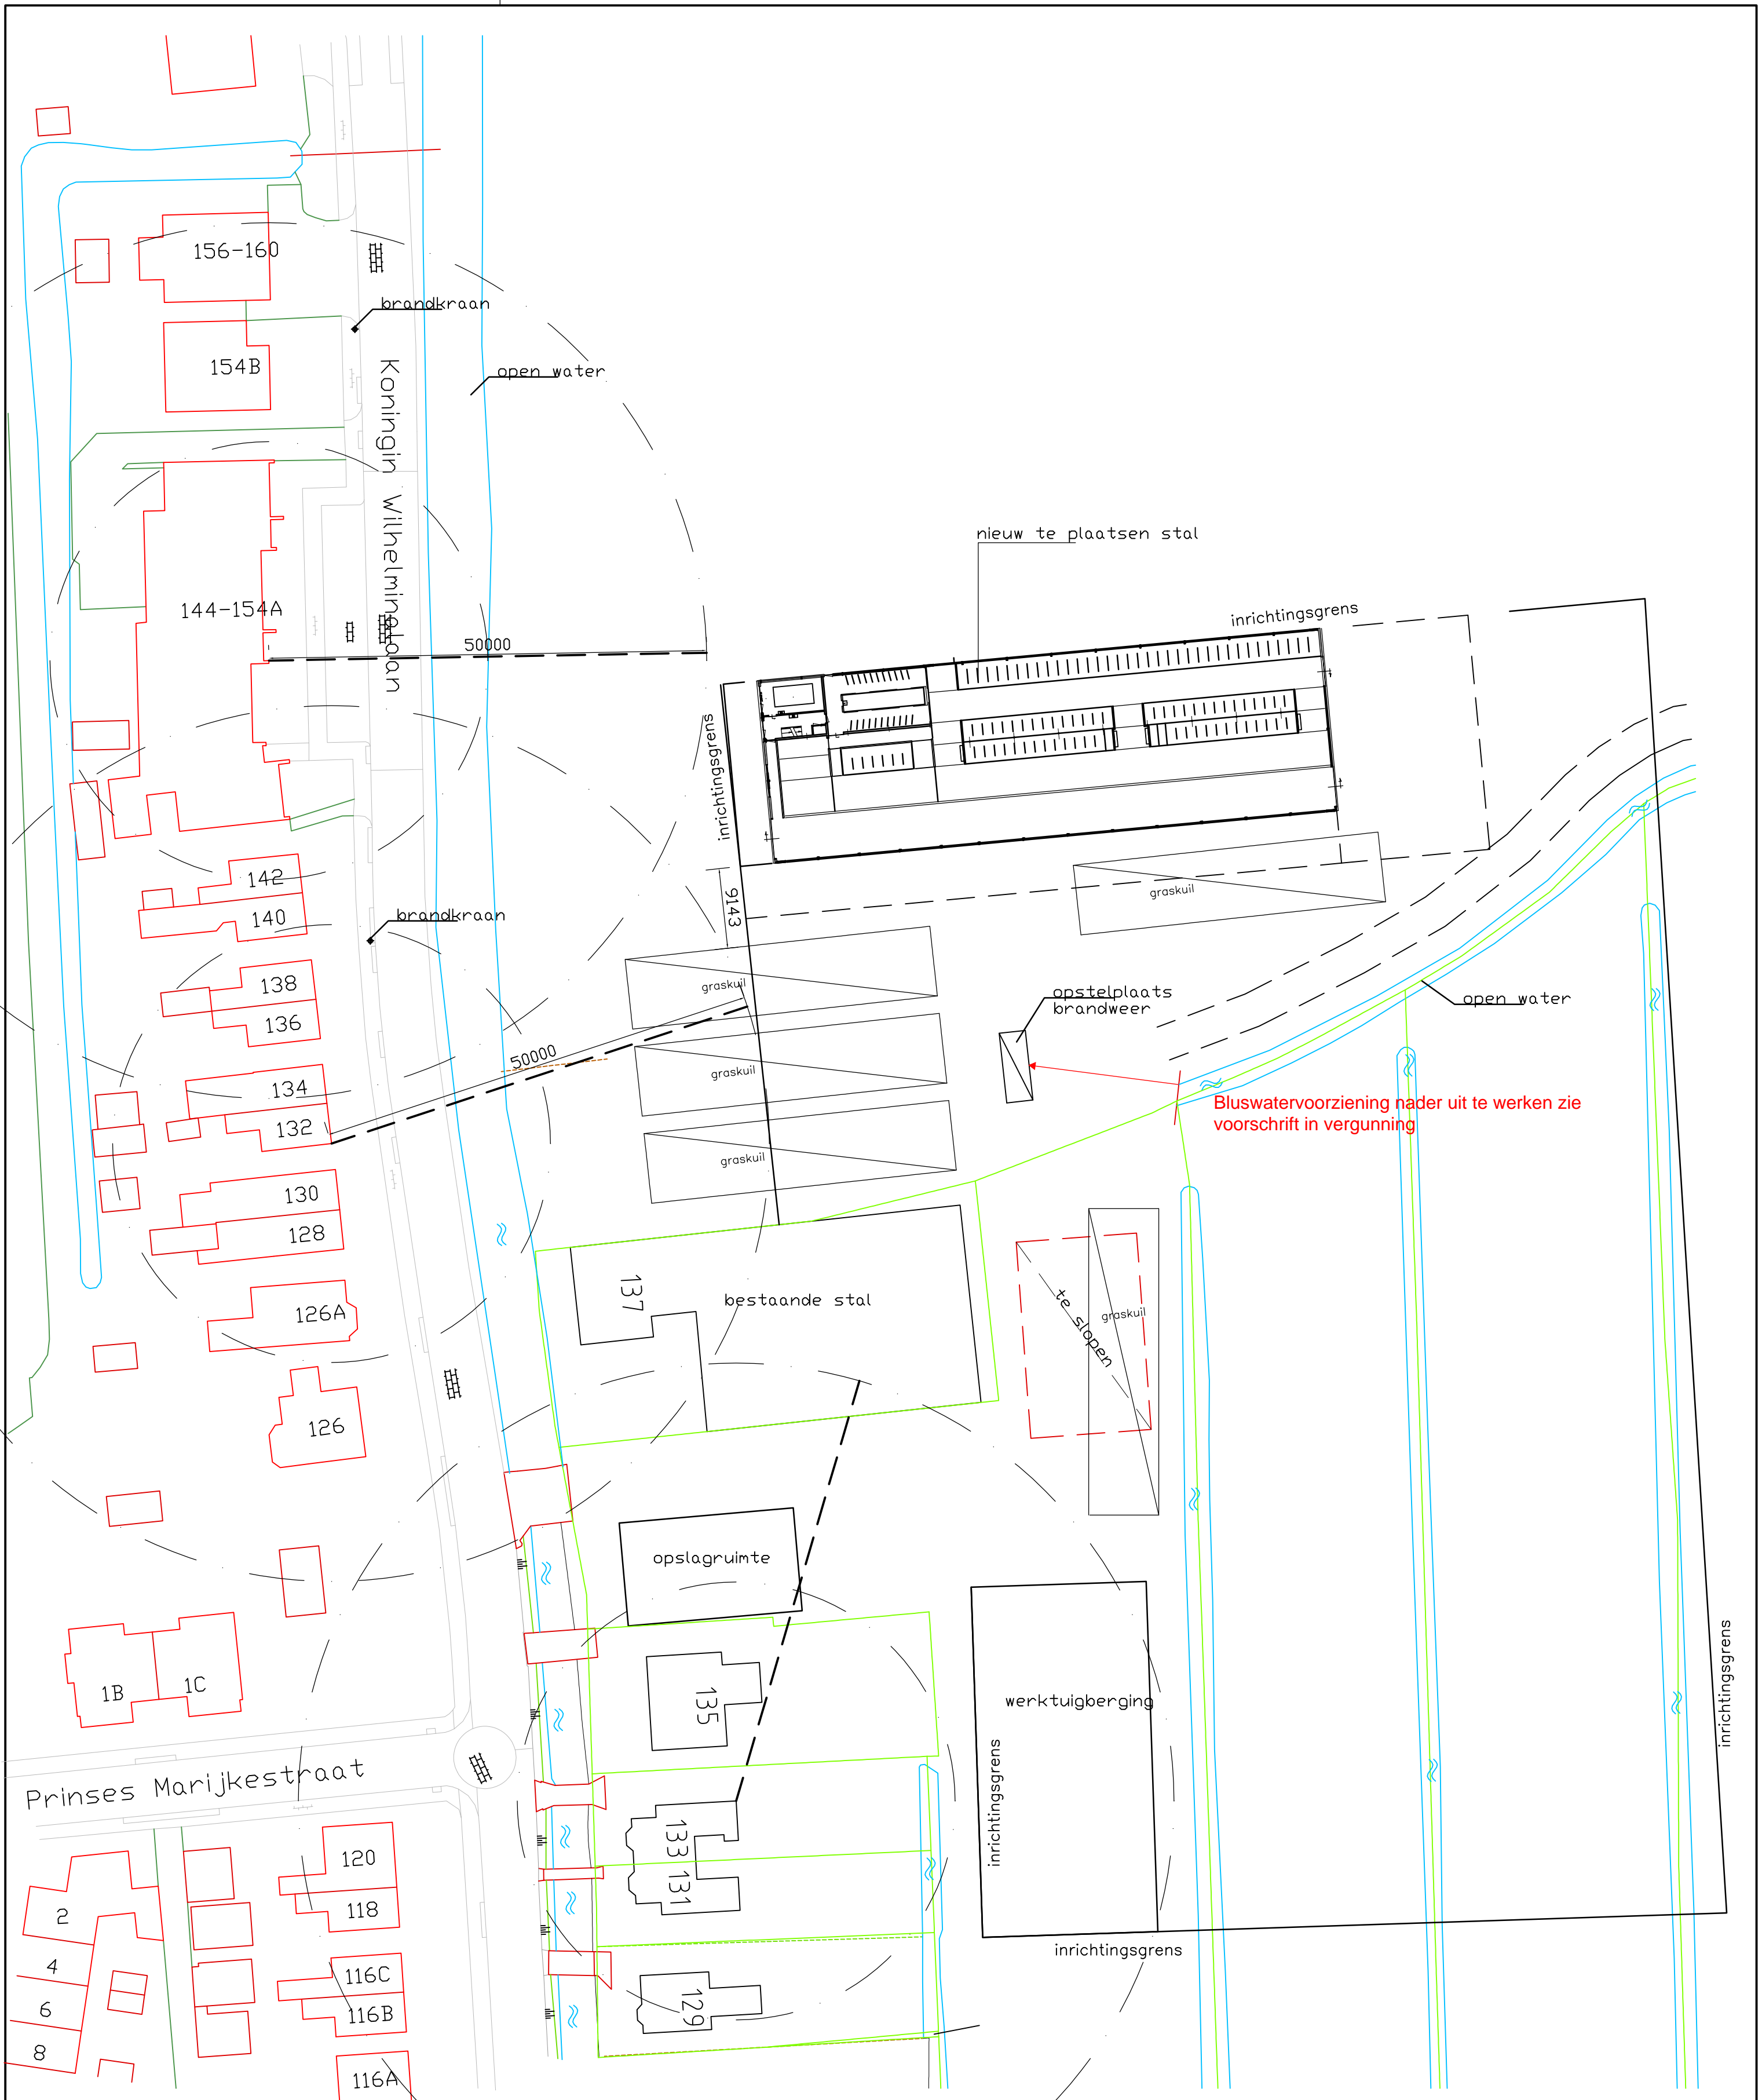 156-160
brandkraan
154B
open water
Koningin Wilhelminalaan
nieuw te plaatsen stal
144-154A
inrichtingsgrens
50000
inrichtingsgrens
142
140
brandkraan
9143
graskuil
138
136
graskuil
opstelplaats
brandweer
open water
50000
graskuil
134
132
Bluswatervoorziening nader uit te werken zie
voorschrift in vergunning
graskuil
130
128
137
bestaande stal
126A
te slopen
graskuil
126
opslagruimte
1B
1C
135
werktuigberging
inrichtingsgrens
inrichtingsgrens
Prinses Marijkestraat
133
131
120
118
2
4
6
8
116C
116B
116A
129
inrichtingsgrens